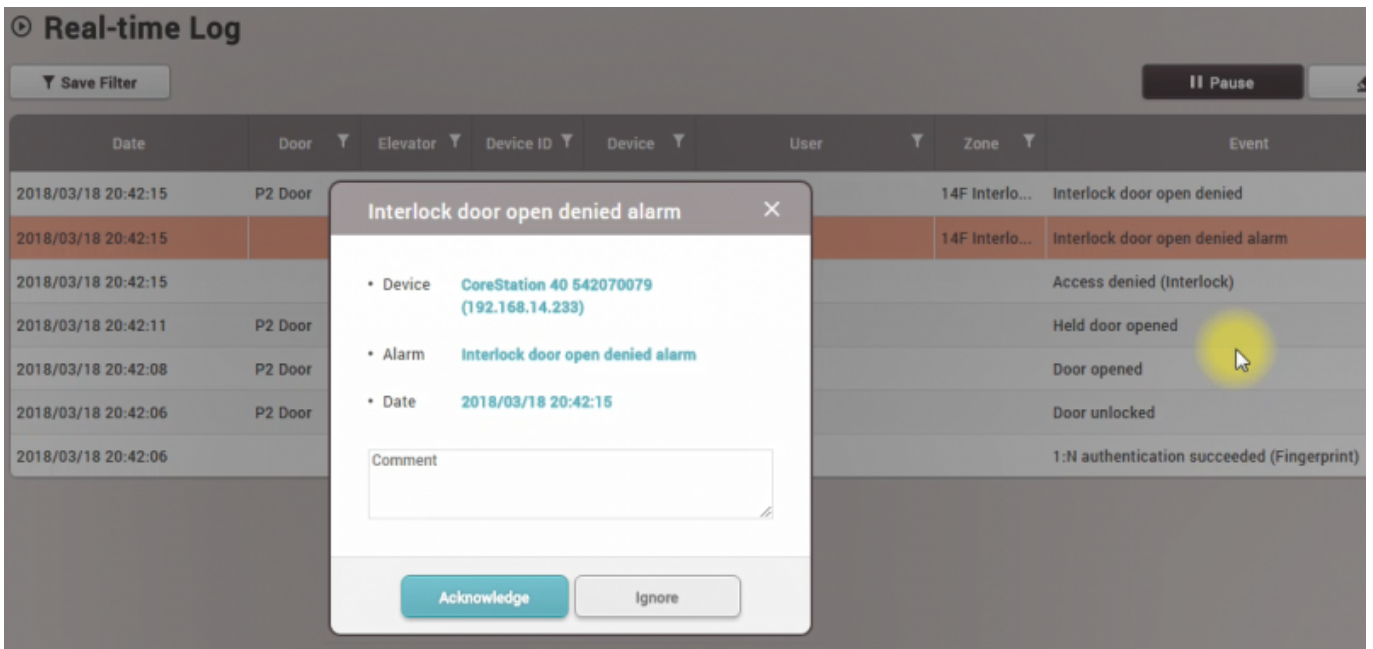 Real-time Log
Save Filter
Pause
Date Door Elevator Device ID Device User Zone Event
2018/03/18 20:42:15 P2 Door 14F Interlo... Interlock door open denied
2018/03/18 20:42:15 14F Interlo... Interlock door open denied alarm
2018/03/18 20:42:15 Access denied (Interlock)
2018/03/18 20:42:11 P2 Door Held door opened
2018/03/18 20:42:08 P2 Door Door opened
2018/03/18 20:42:06 P2 Door Door unlocked
2018/03/18 20:42:06 1:N authentication succeeded (Fingerprint)
Interlock door open denied alarm
• Device CoreStation 40 542070079
(192.168.14.233)
• Alarm Interlock door open denied alarm
• Date 2018/03/18 20:42:15
Comment
Acknowledge Ignore